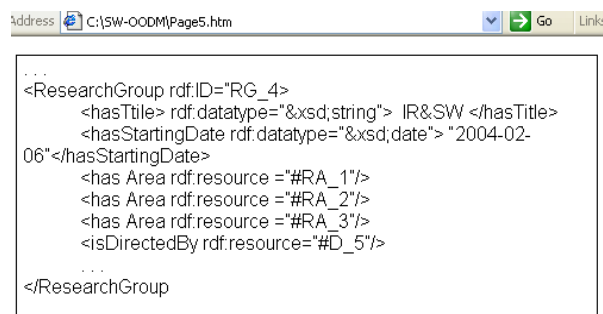 Address C:\SW-OODM\Page5.htm Go Links
. . .
<ResearchGroup rdf:ID="RG_4>
<hasTtile> rdf:datatype="&xsd;string"> IR&SW </hasTitle>
<hasStartingDate rdf:datatype="&xsd;date"> "2004-02-
06"</hasStartingDate>
<has Area rdf:resource ="#RA_1"/>
<has Area rdf:resource ="#RA_2"/>
<has Area rdf:resource ="#RA_3"/>
<isDirectedBy rdf:resource="#D_5"/>
. . .
</ResearchGroup